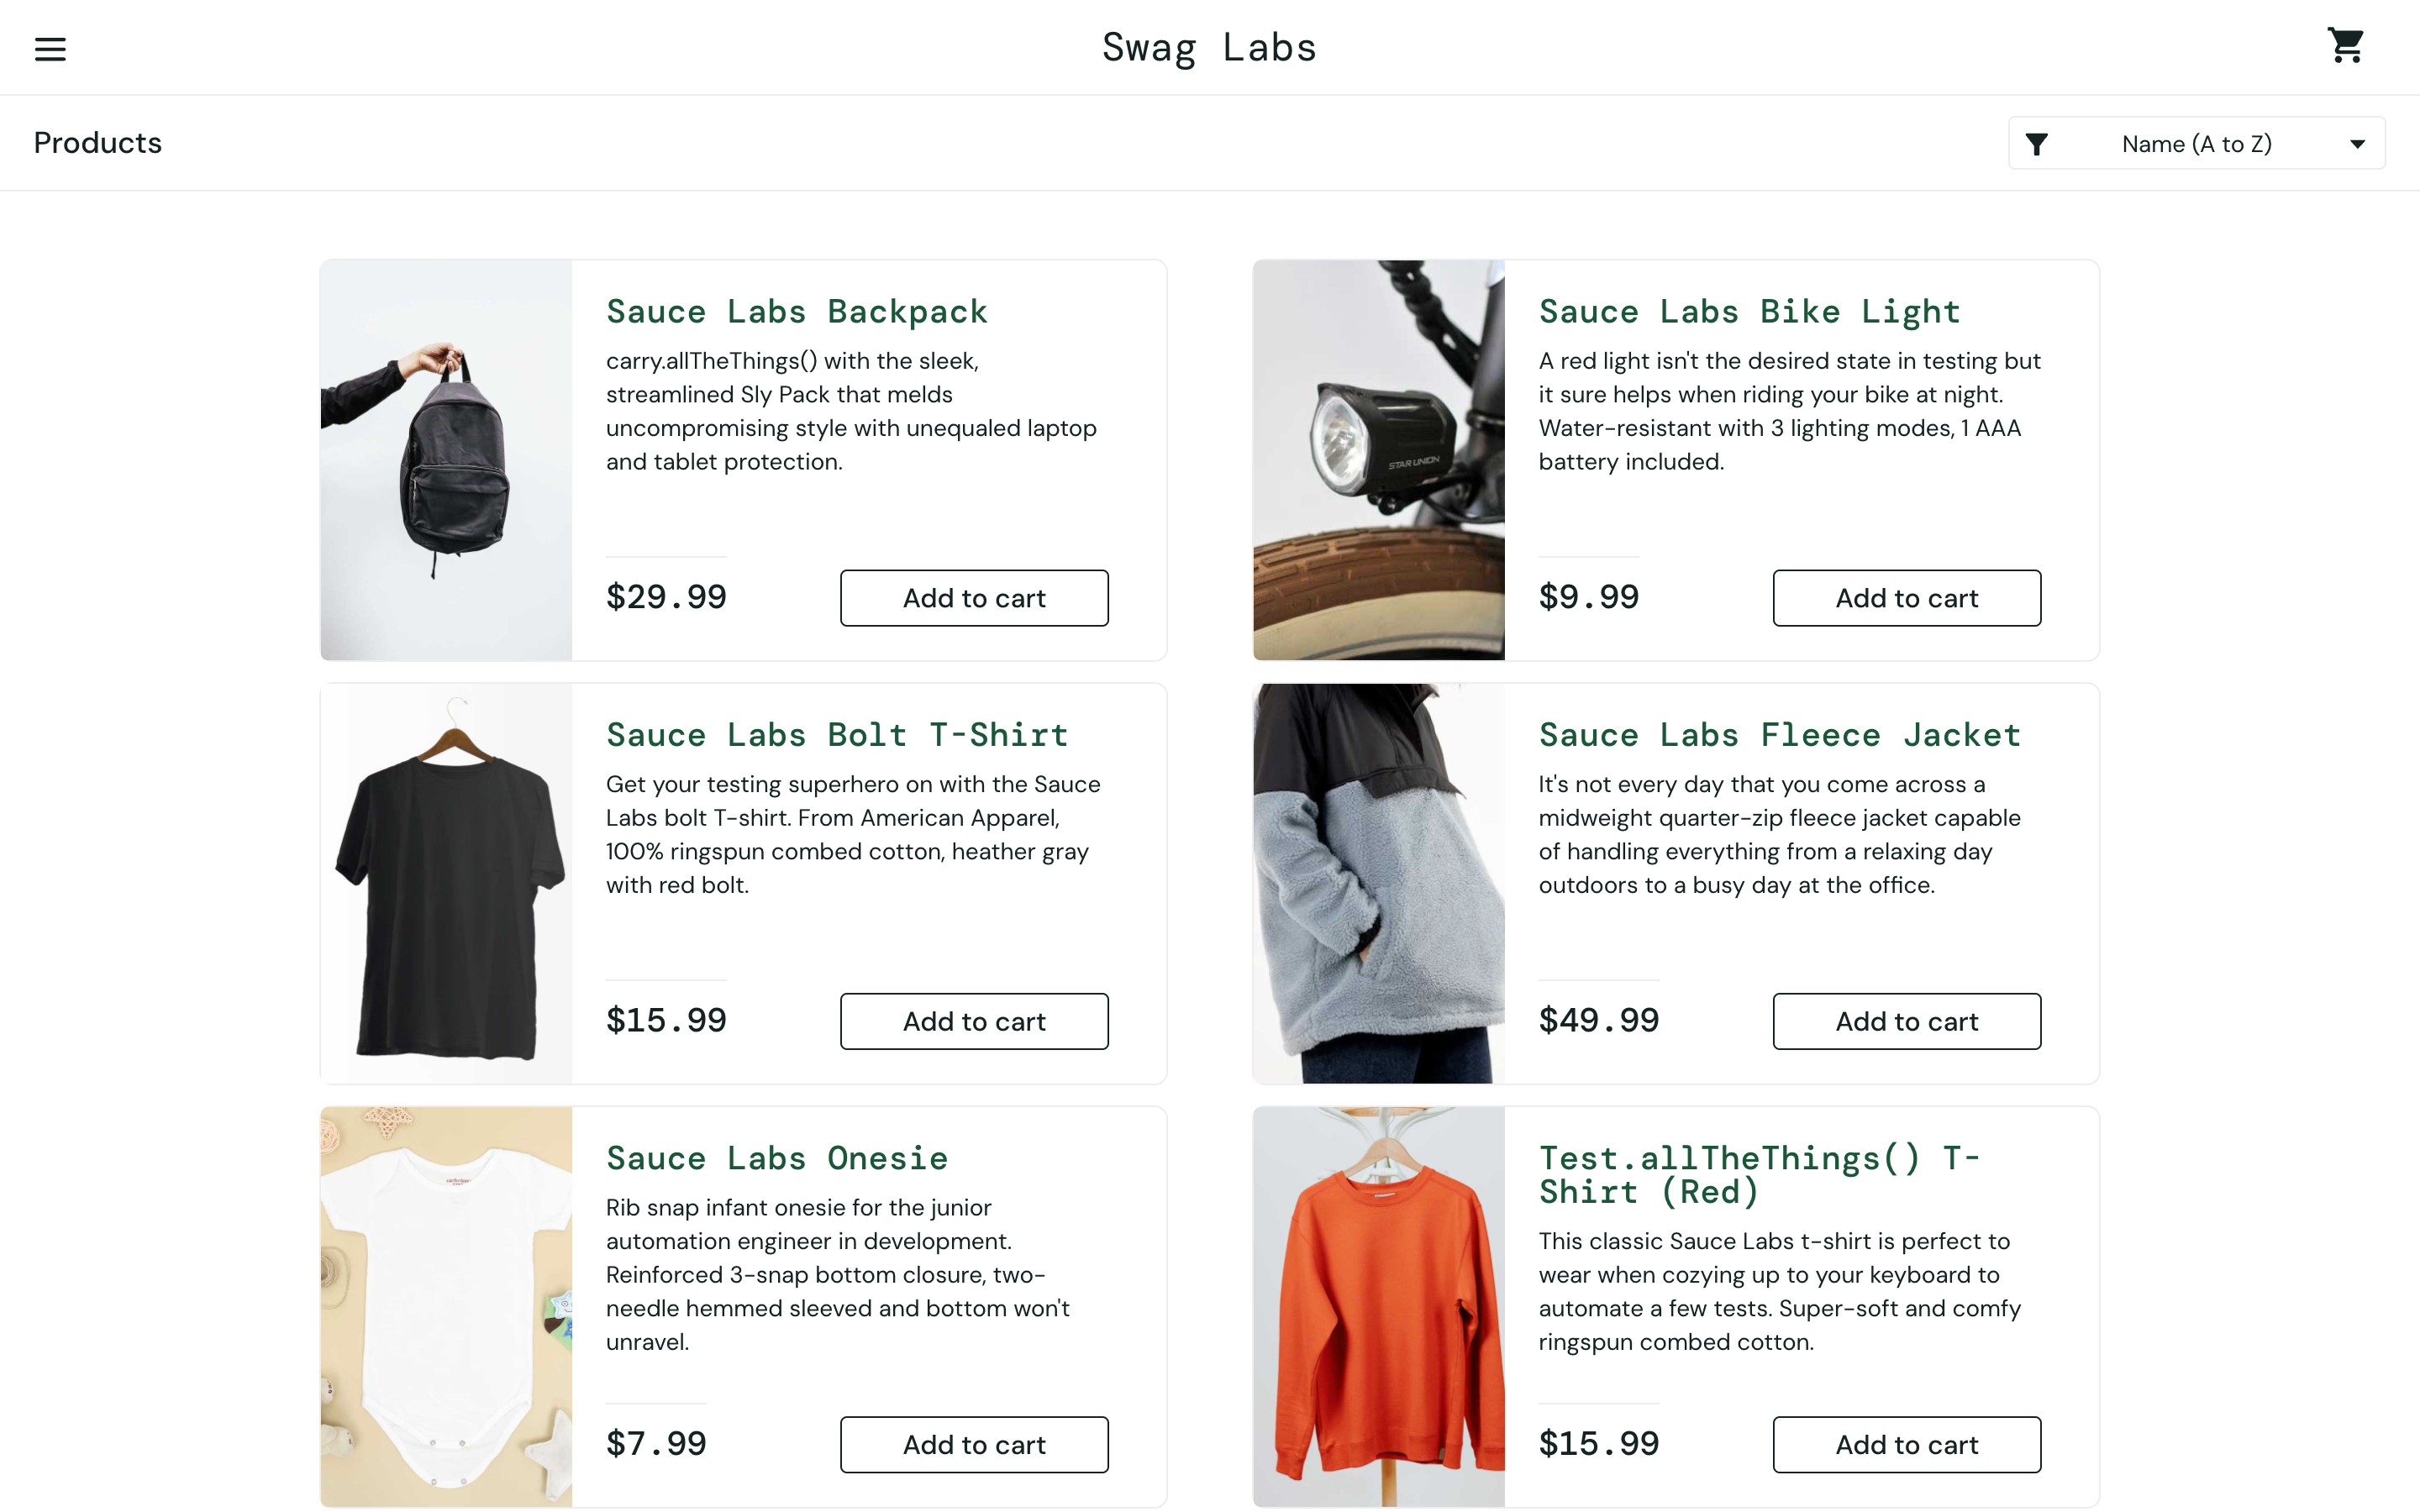 Swag Labs
Products
Name (A to Z)
Sauce Labs Backpack
carry.allTheThings() with the sleek,
streamlined Sly Pack that melds
uncompromising style with unequaled laptop
and tablet protection.
$29.99
Add to cart
Sauce Labs Bike Light
A red light isn't the desired state in testing but
it sure helps when riding your bike at night.
Water-resistant with 3 lighting modes, 1 AAA
battery included.
STAR UNION
$9.99
Add to cart
Sauce Labs Bolt T-Shirt
Get your testing superhero on with the Sauce
Labs bolt T-shirt. From American Apparel,
100% ringspun combed cotton, heather gray
with red bolt.
$15.99
Add to cart
Sauce Labs Fleece Jacket
It's not every day that you come across a
midweight quarter-zip fleece jacket capable
of handling everything from a relaxing day
outdoors to a busy day at the office.
$49.99
Add to cart
Sauce Labs Onesie
Rib snap infant onesie for the junior
automation engineer in development.
Reinforced 3-snap bottom closure, two-
needle hemmed sleeved and bottom won't
unravel.
$7.99
Add to cart
Test.allTheThings() T-
Shirt (Red)
This classic Sauce Labs t-shirt is perfect to
wear when cozying up to your keyboard to
automate a few tests. Super-soft and comfy
ringspun combed cotton.
$15.99
Add to cart